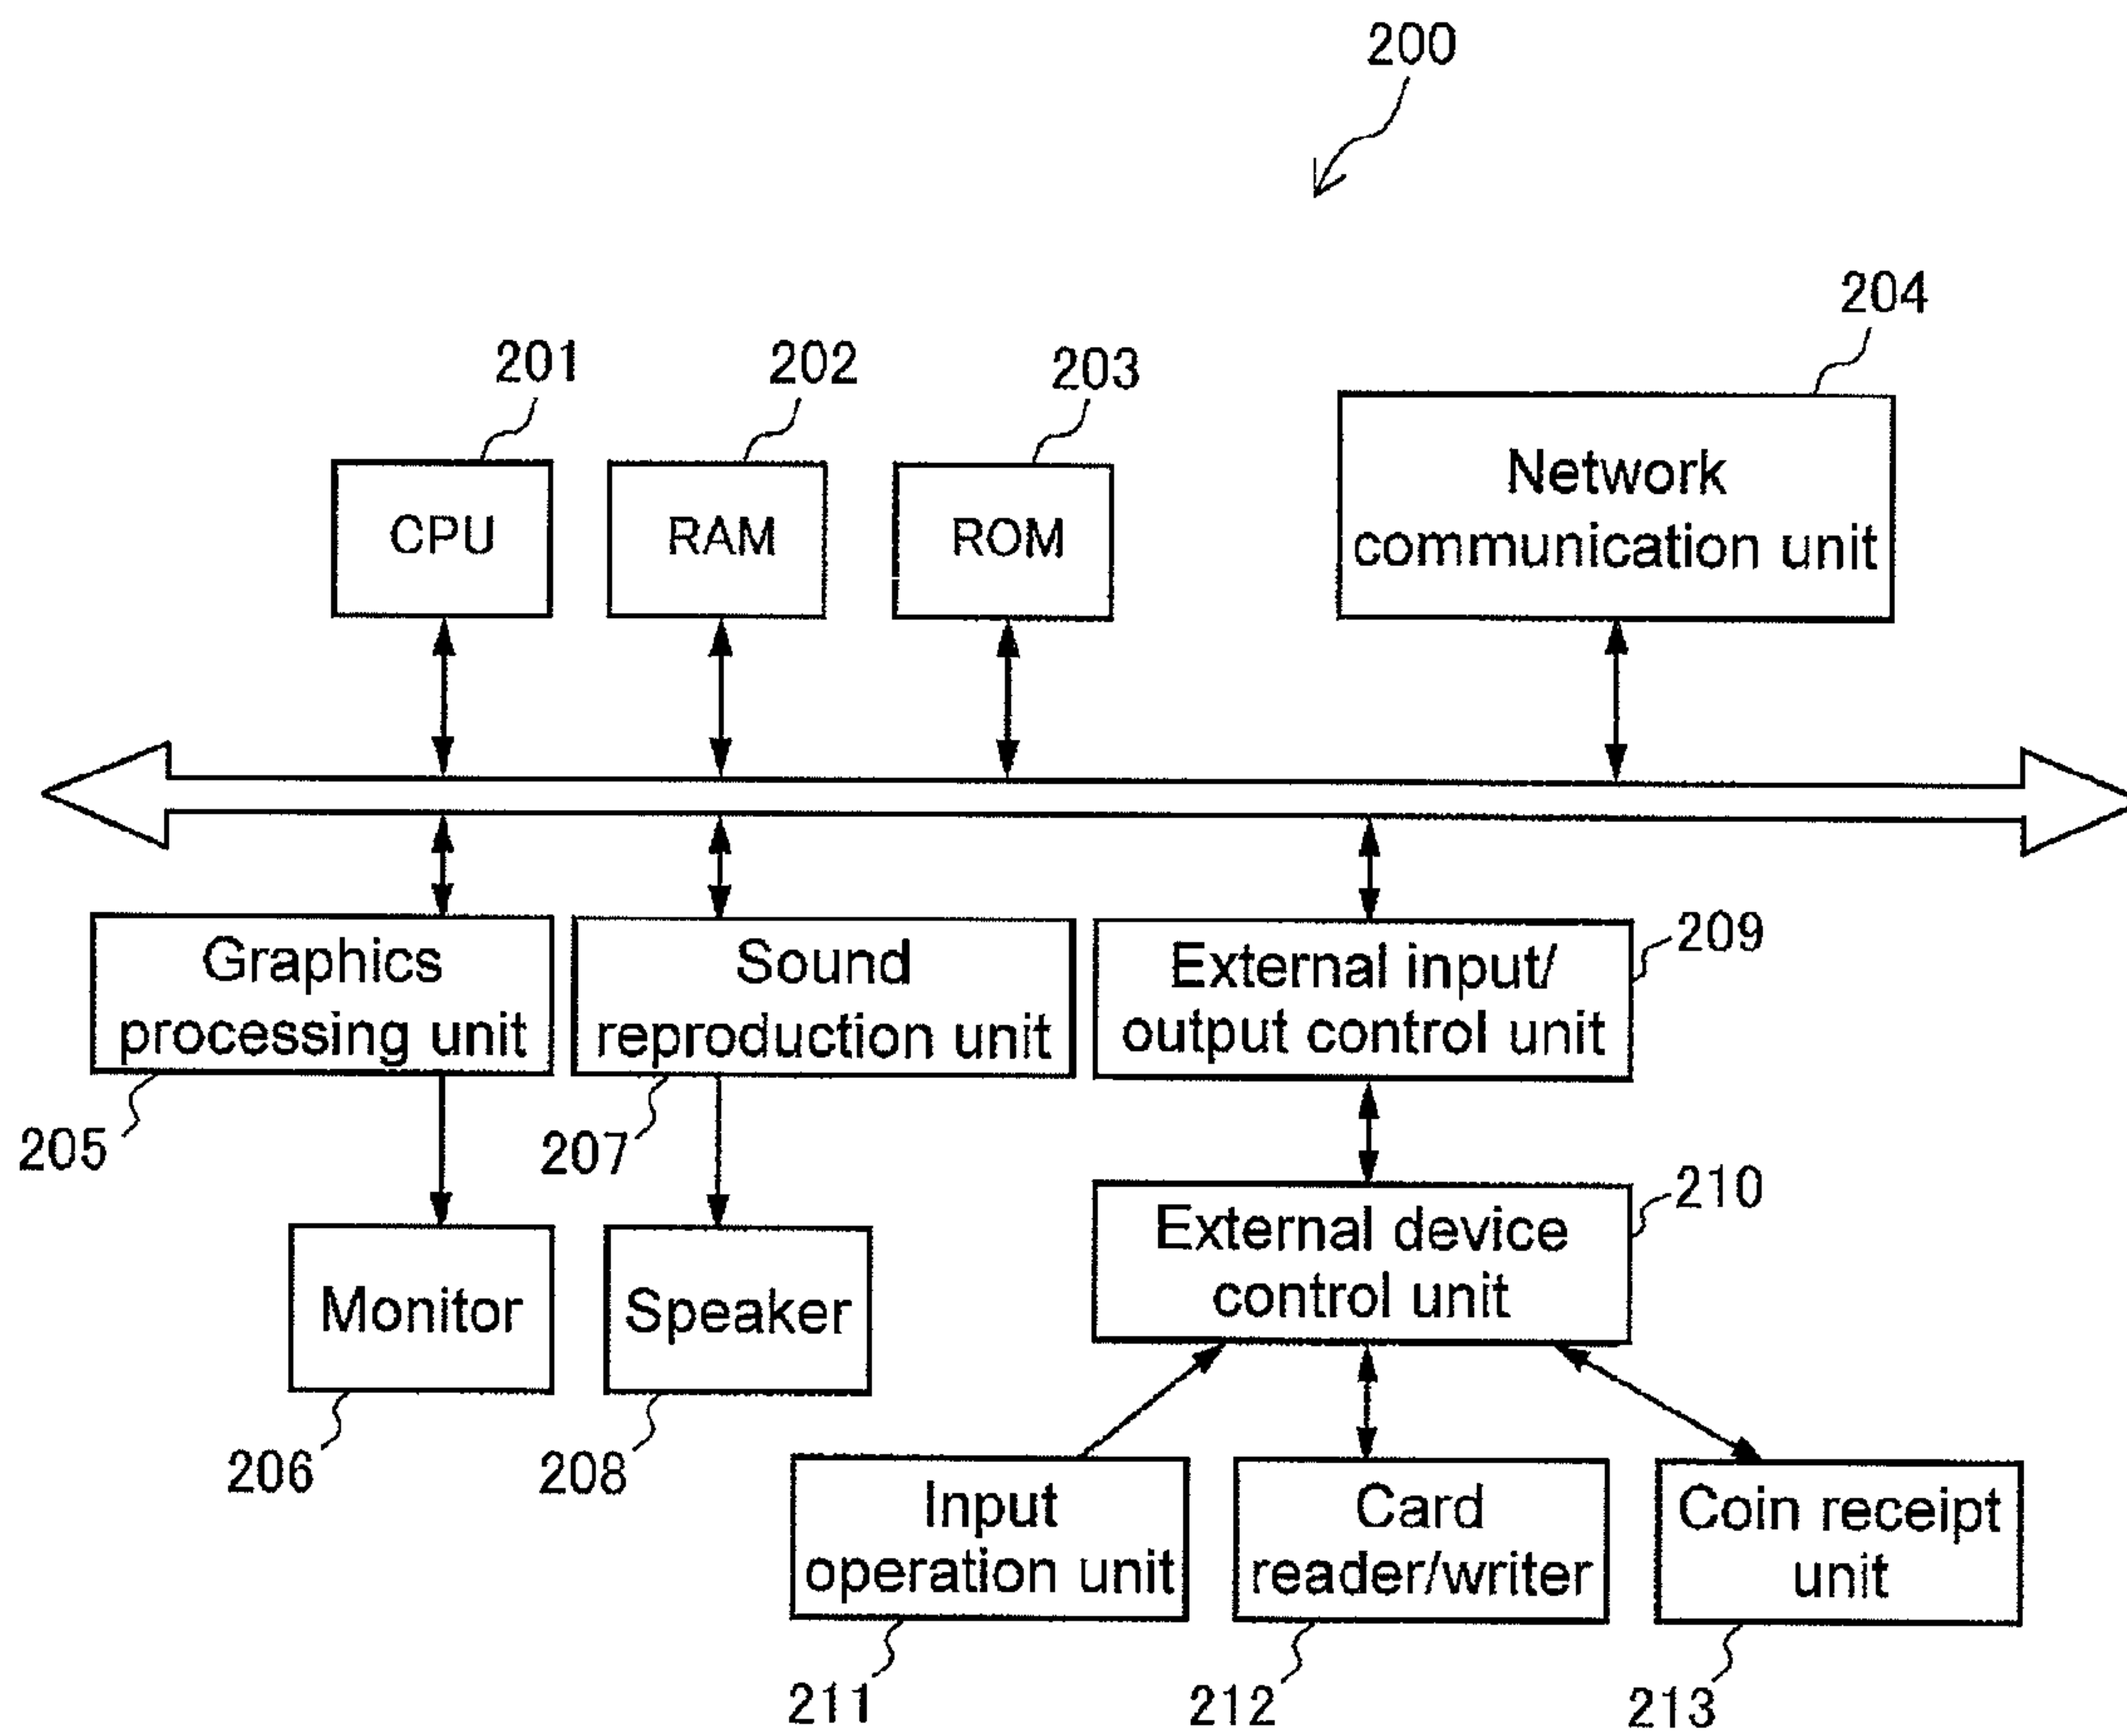 200
204
201
202
203
CPU
RAM
ROM
Network
communication unit
Graphics
processing unit
Sound
reproduction unit
External input/
output control unit
209
205
207
210
External device
control unit
Monitor
Speaker
206
208
Input
operation unit
Card
reader/writer
Coin receipt
unit
211
212
213